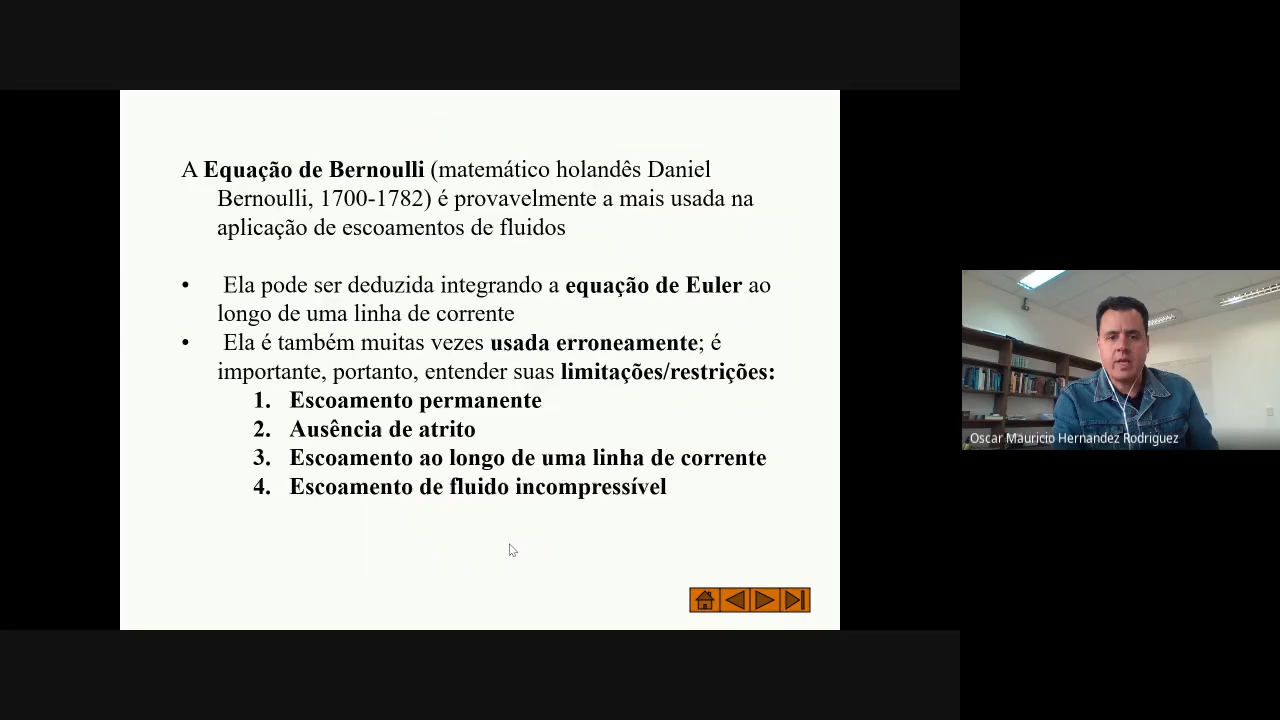 A Equação de Bernoulli (matemático holandês Daniel
Bernoulli, 1700-1782) é provavelmente a mais usada na
aplicação de escoamentos de fluidos
• Ela pode ser deduzida integrando a equação de Euler ao
longo de uma linha de corrente
• Ela é também muitas vezes usada erroneamente; é
importante, portanto, entender suas limitações/restrições:
1. Escoamento permanente
2. Ausência de atrito
3. Escoamento ao longo de uma linha de corrente
4. Escoamento de fluido incompressível
Oscar Mauricio Hernandez Rodriguez